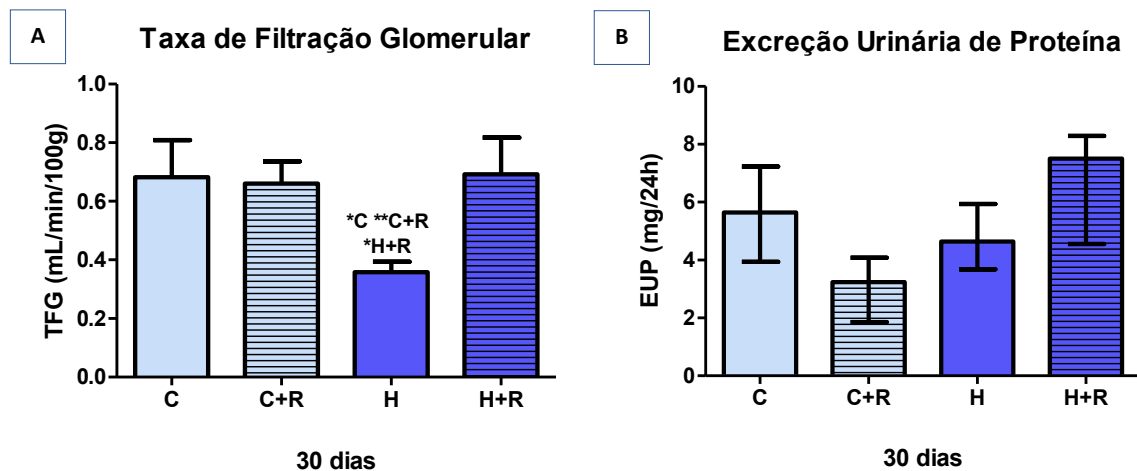 A
Taxa de Filtração Glomerular
TFG (mL/min/100g)
1.0
0.8
0.6
0.4
0.2
0.0
*C **C+R
*H+R
C C+R H H+R
30 dias
B
Excreção Urinária de Proteína
EUP (mg/24h)
10
8
6
4
2
0
C C+R H H+R
30 dias